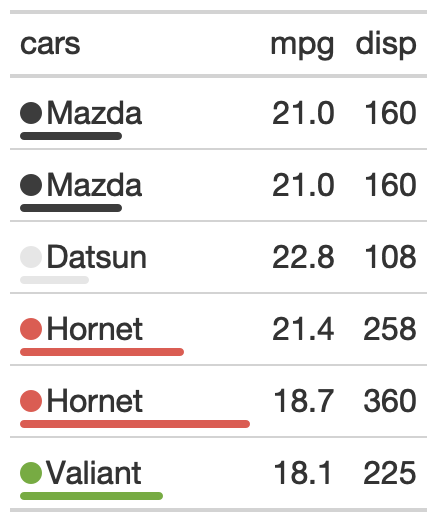 cars mpg disp
Mazda 21.0 160
Mazda 21.0 160
Datsun 22.8 108
Hornet 21.4 258
Hornet 18.7 360
Valiant 18.1 225